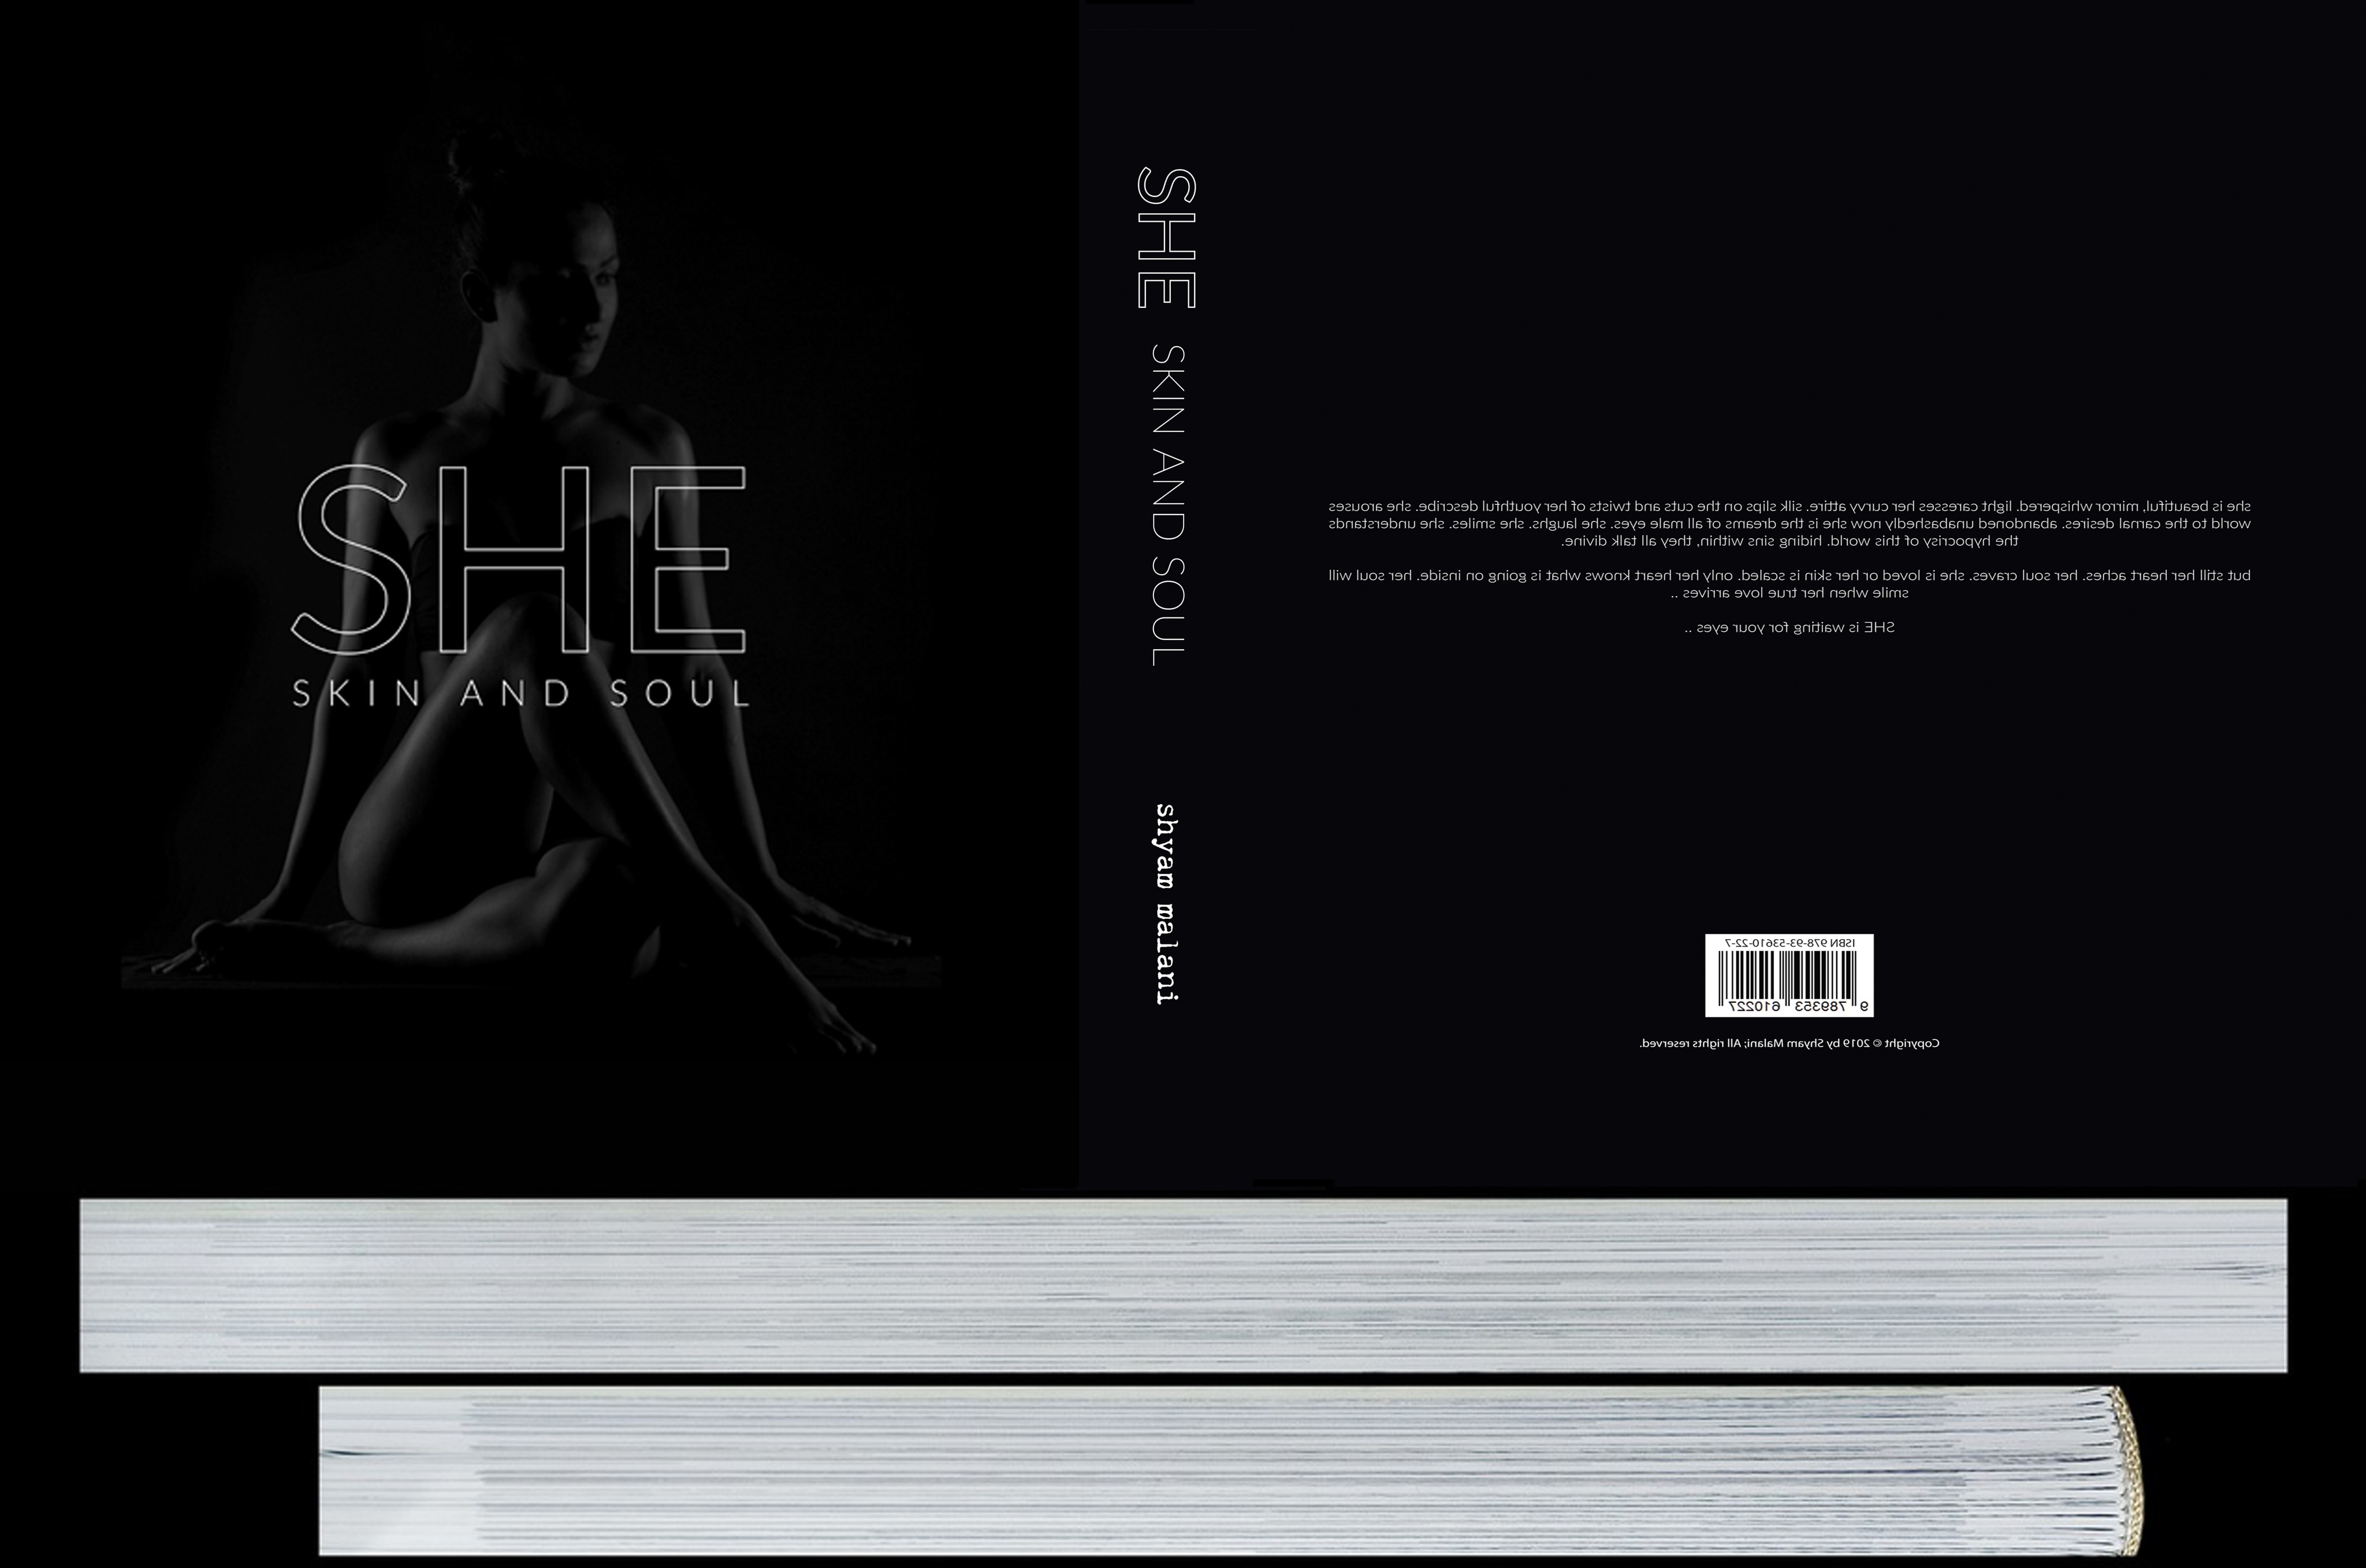 SHE
SKIN AND SOUL
SHE SKIN AND SOUL
shyam malani
she is beautiful, mirror whispered. light caresses her curvy attire. silk slips on the cuts and twists of her youthful describe. she arouses
world to the carnal desires. abandoned unabashedly now she is the dreams of all male eyes. she laughs. she smiles. she understands
the hypocrisy of this world. hiding sins within, they all talk divine.
but still her heart aches. her soul craves. she is loved or her skin is scaled. only her heart knows what is going on inside. her soul will
smile when her true love arrives ..
SHE is waiting for your eyes ..
ISBN 978-93-53610-22-7
9 789353 610227
Copyright © 2019 by Shyam Malani; All rights reserved.